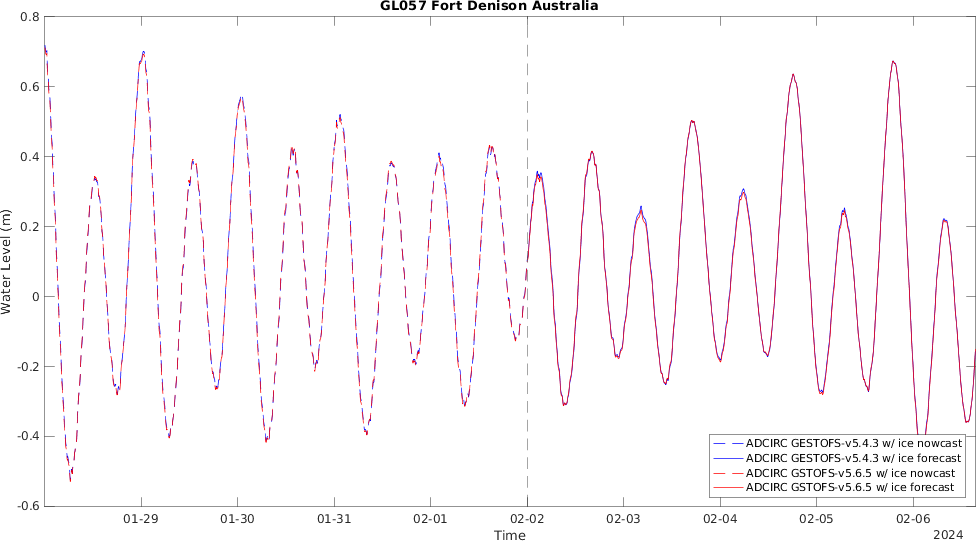 GL057 Fort Denison Australia
0.8
0.6
0.4
0.2
0
-0.2
-0.4
-0.6
Water Level (m)
01-29 01-30 01-31 02-01 02-02 02-03 02-04 02-05 02-06
Time
2024
ADCIRC GESTOFS-v5.4.3 w/ ice nowcast
ADCIRC GESTOFS-v5.4.3 w/ ice forecast
ADCIRC GSTOFS-v5.6.5 w/ ice nowcast
ADCIRC GSTOFS-v5.6.5 w/ ice forecast